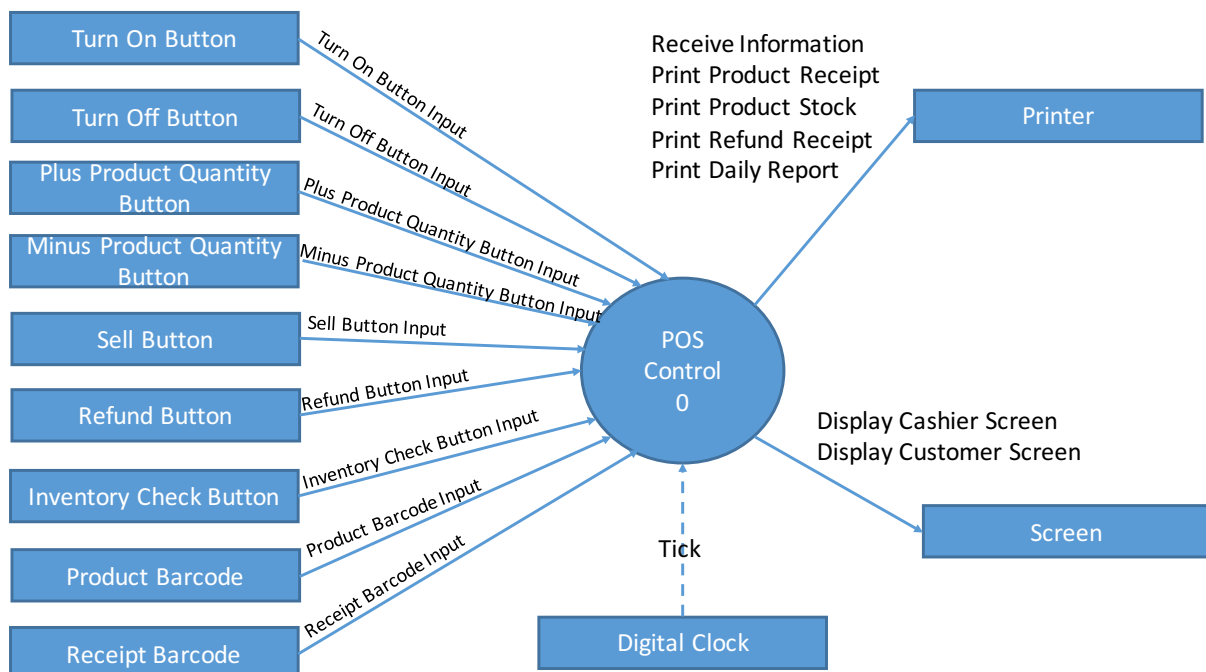 Turn On Button
Turn Off Button
Plus Product Quantity
Button
Minus Product Quantity
Button
Sell Button
Refund Button
Inventory Check Button
Product Barcode
Receipt Barcode
Turn On Button Input
Turn Off Button Input
Plus Product Quantity Button Input
Minus Product Quantity Button Input
Sell Button Input
Refund Button Input
Inventory Check Button Input
Product Barcode Input
Receipt Barcode Input
POS
Control
0
Tick
Digital Clock
Receive Information
Print Product Receipt
Print Product Stock
Print Refund Receipt
Print Daily Report
Printer
Display Cashier Screen
Display Customer Screen
Screen